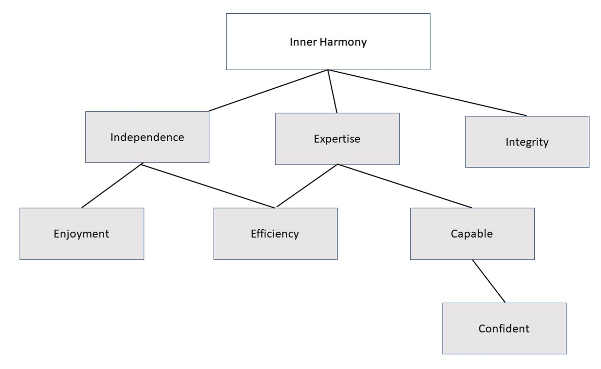 Inner Harmony
Independence
Expertise
Integrity
Enjoyment
Efficiency
Capable
Confident